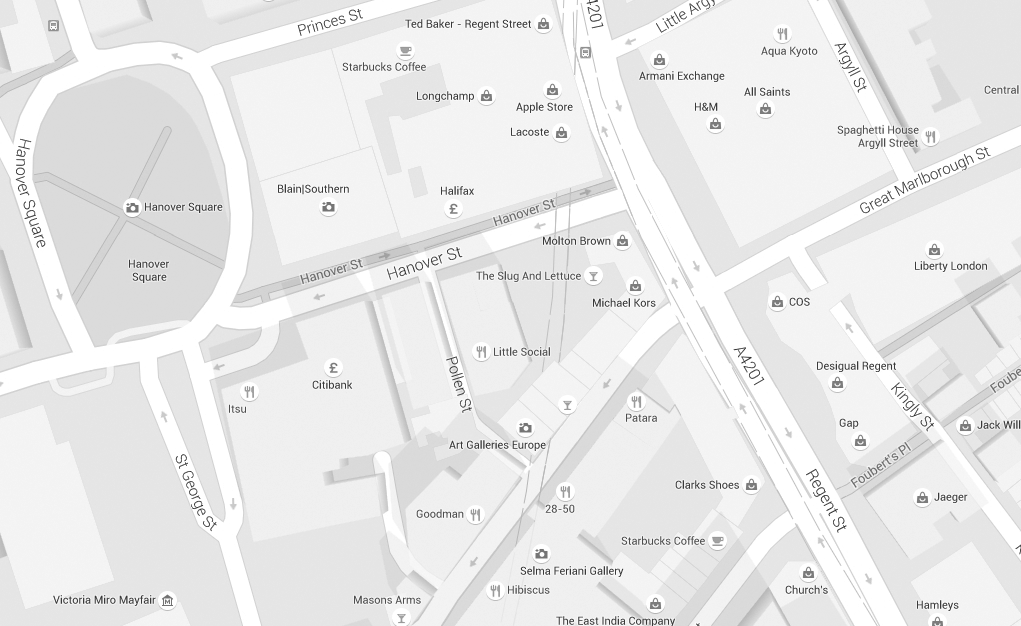 Princes St
Ted Baker - Regent Street
A4201
Little Argy
Starbucks Coffee
Aqua Kyoto
Argyll St
Armani Exchange
Longchamp
Apple Store
All Saints
H&M
Central
Lacoste
Spaghetti House
Argyll Street
Hanover Square
Great Marlborough St
Blain|Southern
Halifax
Hanover Square
Hanover St
Molton Brown
Hanover
Square
Hanover St
Hanover St
The Slug And Lettuce
Liberty London
Michael Kors
COS
Little Social
Pollen St
A4201
Desigual Regent
Citibank
Itsu
Kingly St
Foube
Patara
Gap
Jack Will
Art Galleries Europe
Foubert's Pl
St George St
Clarks Shoes
Regent St
Jaeger
Goodman
28-50
Starbucks Coffee
Selma Feriani Gallery
Hibiscus
Church's
Victoria Miro Mayfair
Masons Arms
Hamleys
The East India Company